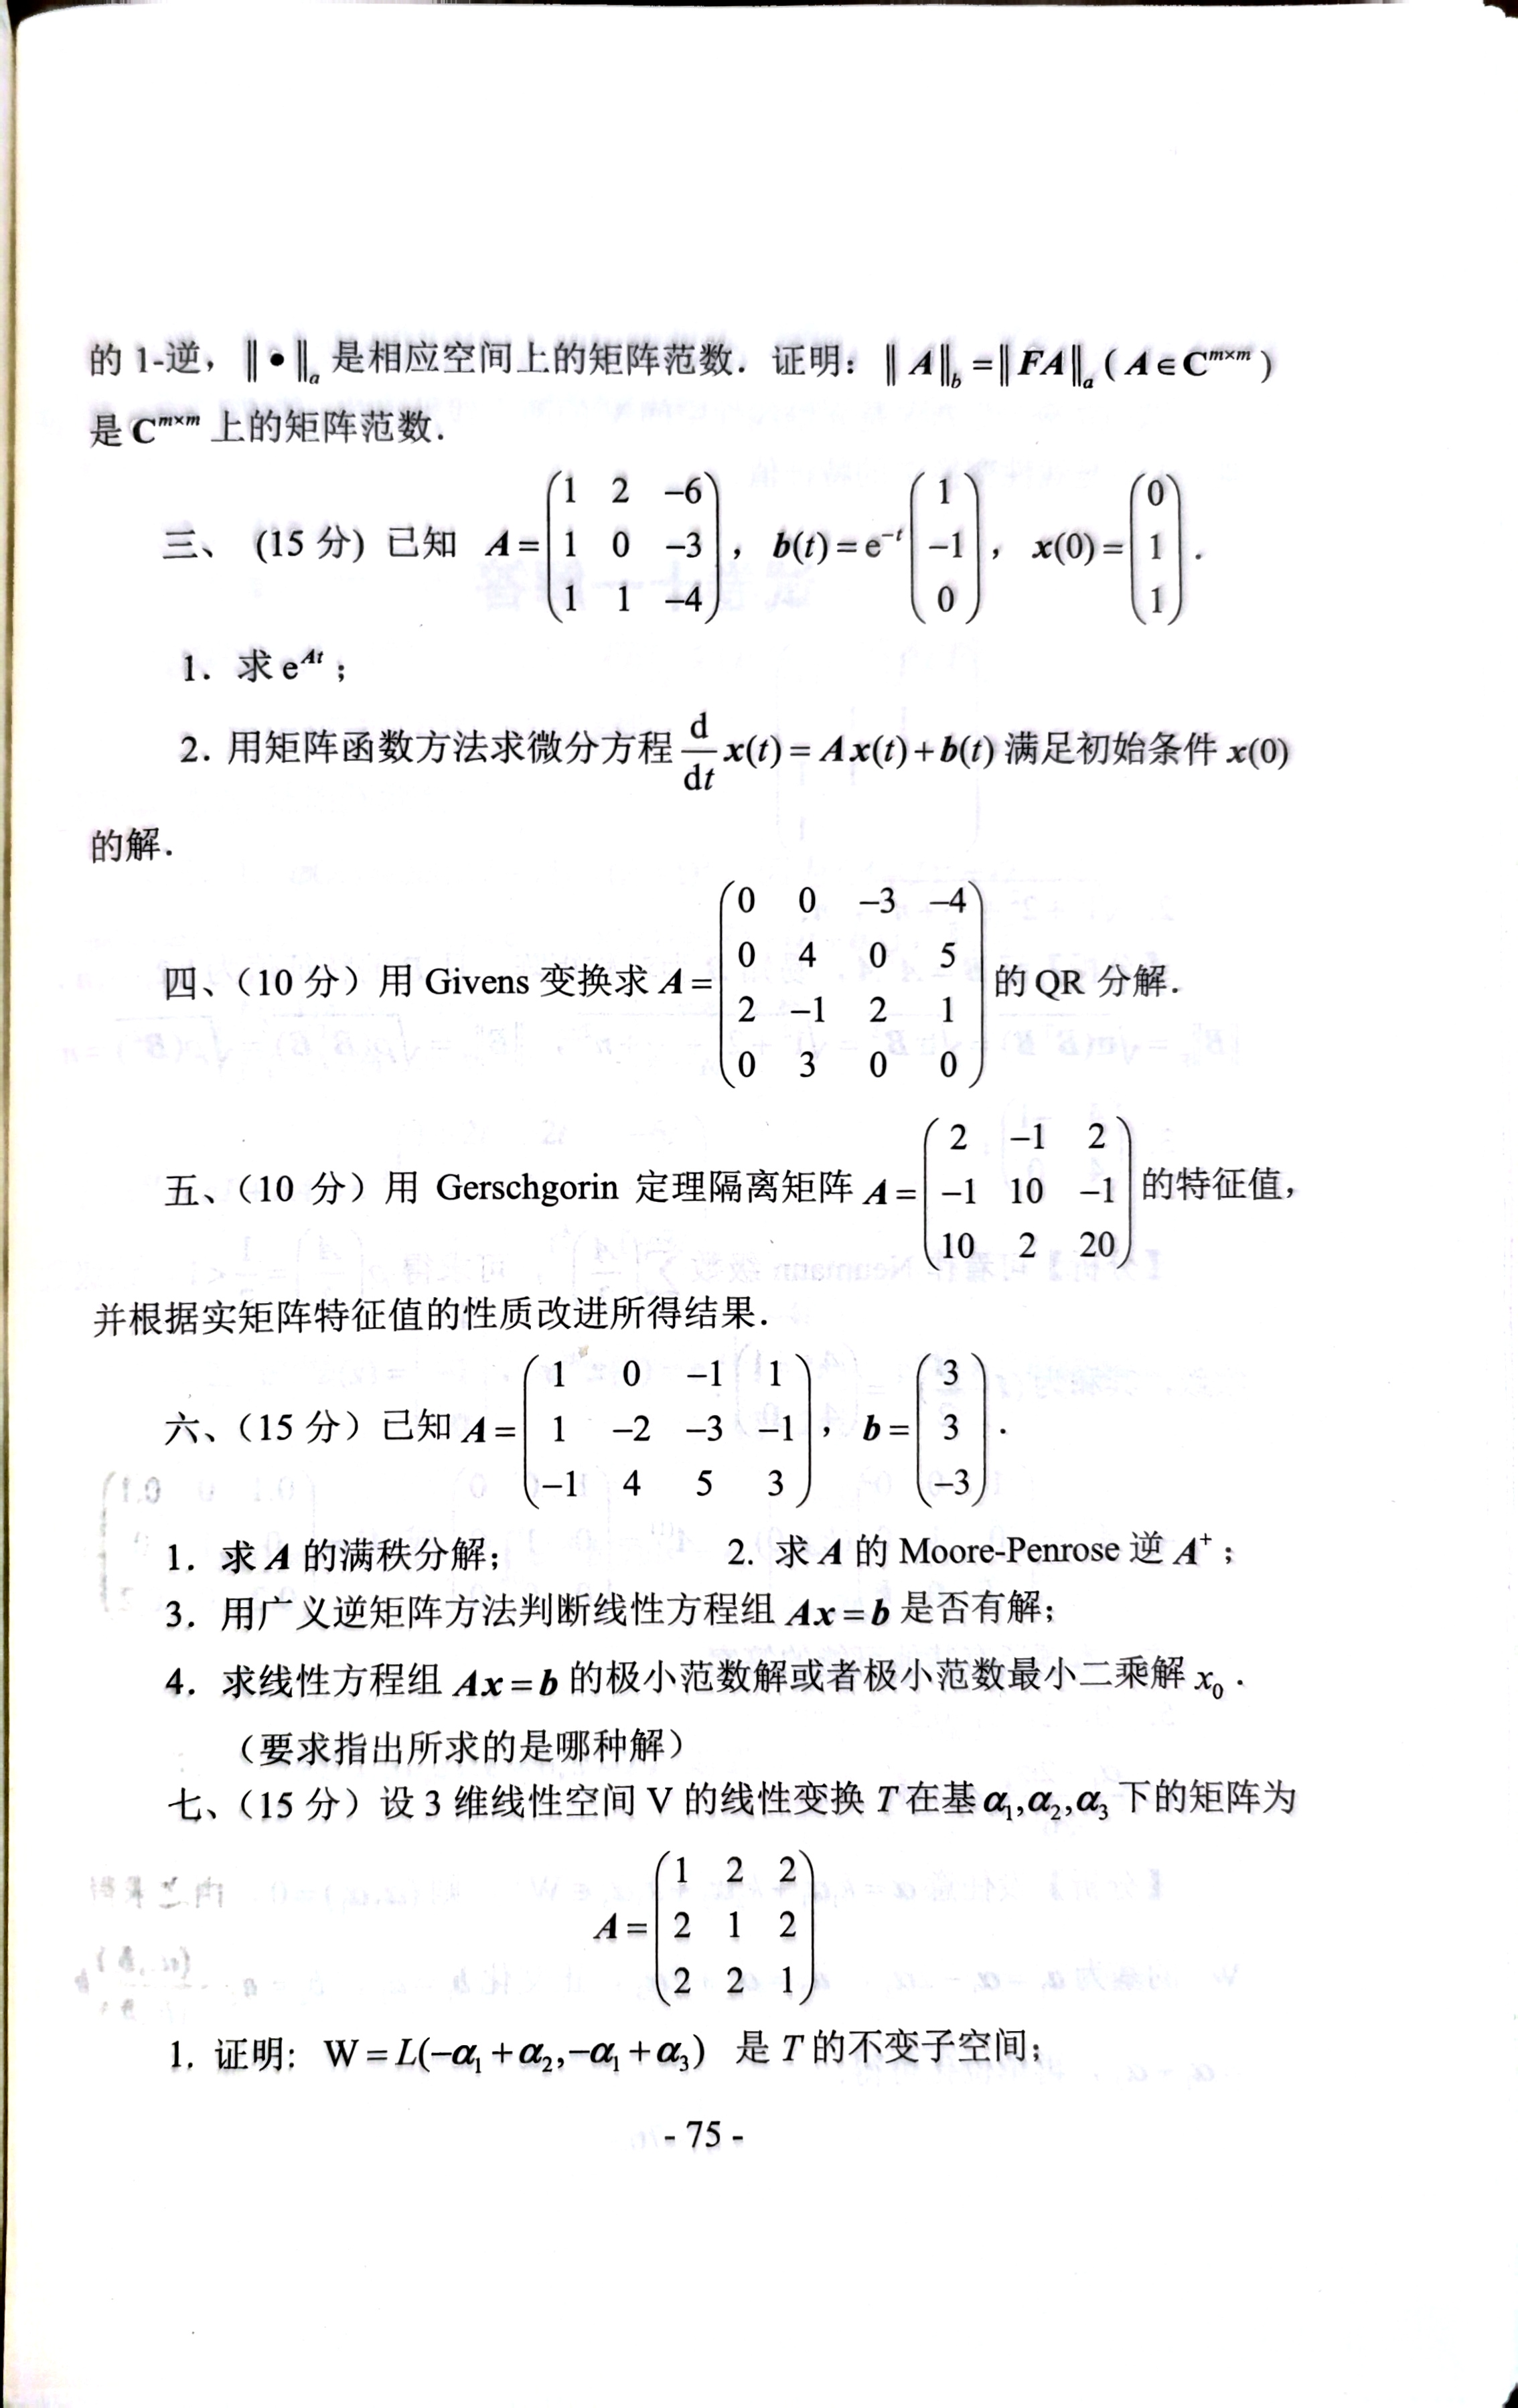 的 1-逆，‖•‖ₐ 是相应空间上的矩阵范数．证明：‖A‖_b =‖FA‖ₐ ( A∈C^{m×m} )
是 C^{m×m} 上的矩阵范数．
三、 (15 分) 已知 A = \begin{pmatrix} 1 & 2 & -6 \\ 1 & 0 & -3 \\ 1 & 1 & -4 \end{pmatrix}，b(t) = e^{-t} \begin{pmatrix} 1 \\ -1 \\ 0 \end{pmatrix}，x(0) = \begin{pmatrix} 0 \\ 1 \\ 1 \end{pmatrix}．
1．求 e^{At}；
2．用矩阵函数方法求微分方程 \frac{d}{dt} x(t) = A x(t) + b(t) 满足初始条件 x(0)
的解．
四、（10 分）用 Givens 变换求 A = \begin{pmatrix} 0 & 0 & -3 & -4 \\ 0 & 4 & 0 & 5 \\ 2 & -1 & 2 & 1 \\ 0 & 3 & 0 & 0 \end{pmatrix} 的 QR 分解．
五、（10 分）用 Gerschgorin 定理隔离矩阵 A = \begin{pmatrix} 2 & -1 & 2 \\ -1 & 10 & -1 \\ 10 & 2 & 20 \end{pmatrix} 的特征值，
并根据实矩阵特征值的性质改进所得结果．
六、（15 分）已知 A = \begin{pmatrix} 1 & 0 & -1 & 1 \\ 1 & -2 & -3 & -1 \\ -1 & 4 & 5 & 3 \end{pmatrix}，b = \begin{pmatrix} 3 \\ 3 \\ -3 \end{pmatrix}．
1．求 A 的满秩分解； 2. 求 A 的 Moore-Penrose 逆 A⁺；
3．用广义逆矩阵方法判断线性方程组 Ax = b 是否有解；
4．求线性方程组 Ax = b 的极小范数解或者极小范数最小二乘解 x₀．
（要求指出所求的是哪种解）
七、（15 分）设 3 维线性空间 V 的线性变换 T 在基 α₁,α₂,α₃ 下的矩阵为
A = \begin{pmatrix} 1 & 2 & 2 \\ 2 & 1 & 2 \\ 2 & 2 & 1 \end{pmatrix}
1. 证明： W = L(−α₁ + α₂,−α₁ + α₃) 是 T 的不变子空间；
- 75 -